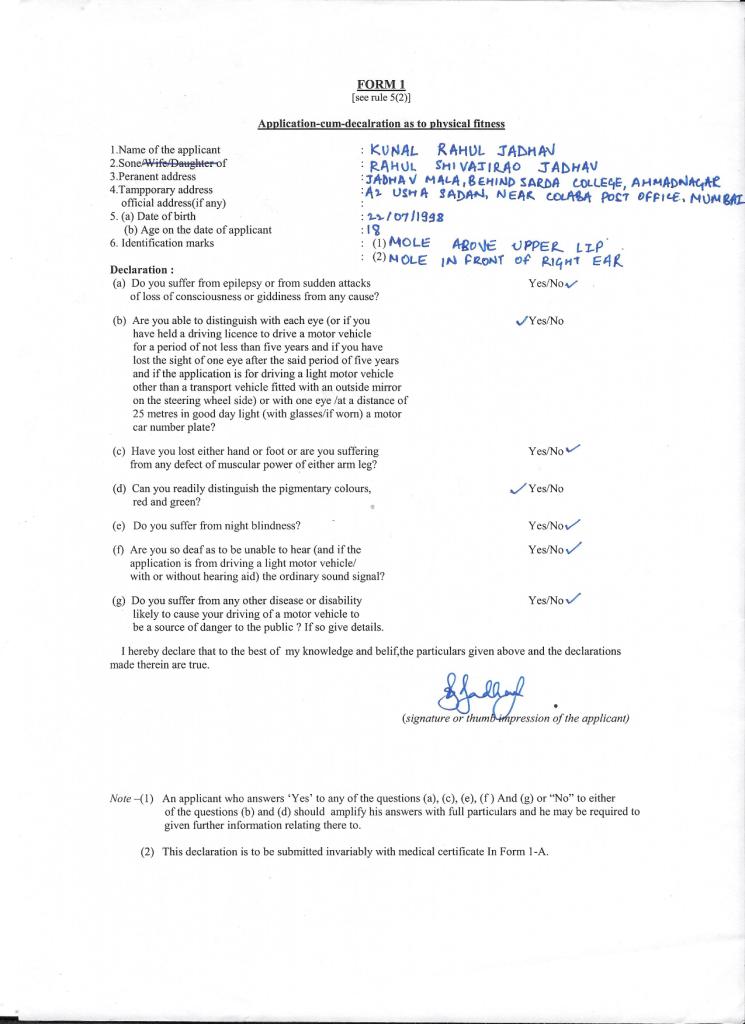 FORM 1
[see rule 5(2)]
Application-cum-decalration as to physical fitness
1.Name of the applicant : KUNAL RAHUL JADHAV
2.Sone/Wife/Daughter of : RAHUL SHIVAJIRAO JADHAV
3.Peranent address : JADHAV MALA, BEHIND SARDA COLLEGE, AHMADNAGAR
4.Tampporary address : A2 USHA SADAN, NEAR COLABA POST OFFICE, MUMBAI
official address(if any) :
5. (a) Date of birth : 22/07/1998
(b) Age on the date of applicant : 18
6. Identification marks : (1) MOLE ABOVE UPPER LIP
: (2) MOLE IN FRONT OF RIGHT EAR
Declaration :
(a) Do you suffer from epilepsy or from sudden attacks Yes/No✓
of loss of consciousness or giddiness from any cause?
(b) Are you able to distinguish with each eye (or if you ✓Yes/No
have held a driving licence to drive a motor vehicle
for a period of not less than five years and if you have
lost the sight of one eye after the said period of five years
and if the application is for driving a light motor vehicle
other than a transport vehicle fitted with an outside mirror
on the steering wheel side) or with one eye /at a distance of
25 metres in good day light (with glasses/if worn) a motor
car number plate?
(c) Have you lost either hand or foot or are you suffering Yes/No✓
from any defect of muscular power of either arm leg?
(d) Can you readily distinguish the pigmentary colours, ✓Yes/No
red and green?
(e) Do you suffer from night blindness? Yes/No✓
(f) Are you so deaf as to be unable to hear (and if the Yes/No✓
application is from driving a light motor vehicle/
with or without hearing aid) the ordinary sound signal?
(g) Do you suffer from any other disease or disability Yes/No✓
likely to cause your driving of a motor vehicle to
be a source of danger to the public ? If so give details.
I hereby declare that to the best of my knowledge and belif,the particulars given above and the declarations
made therein are true.
(signature or thumb-impression of the applicant)
Note –(1) An applicant who answers ‘Yes’ to any of the questions (a), (c), (e), (f ) And (g) or “No” to either
of the questions (b) and (d) should amplify his answers with full particulars and he may be required to
given further information relating there to.
(2) This declaration is to be submitted invariably with medical certificate In Form 1-A.